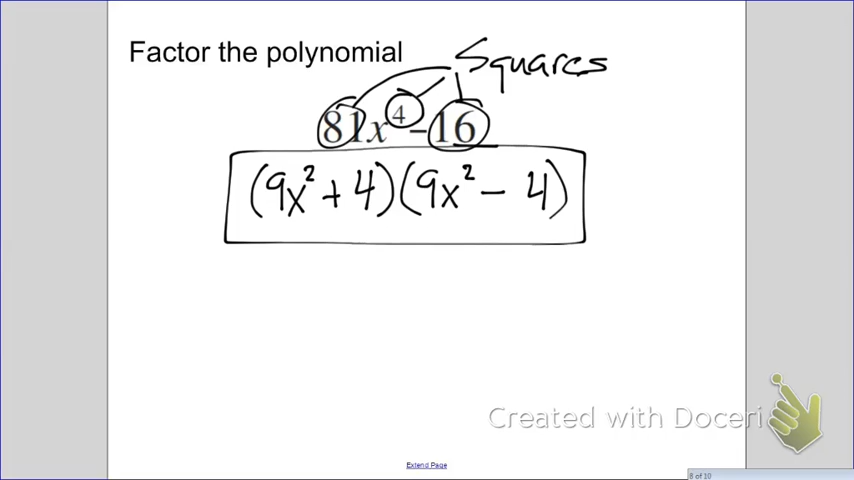 Factor the polynomial
Squares
81x⁴-16
(9x²+4)(9x²-4)
Created with Doceri
Extend Page
8 of 10